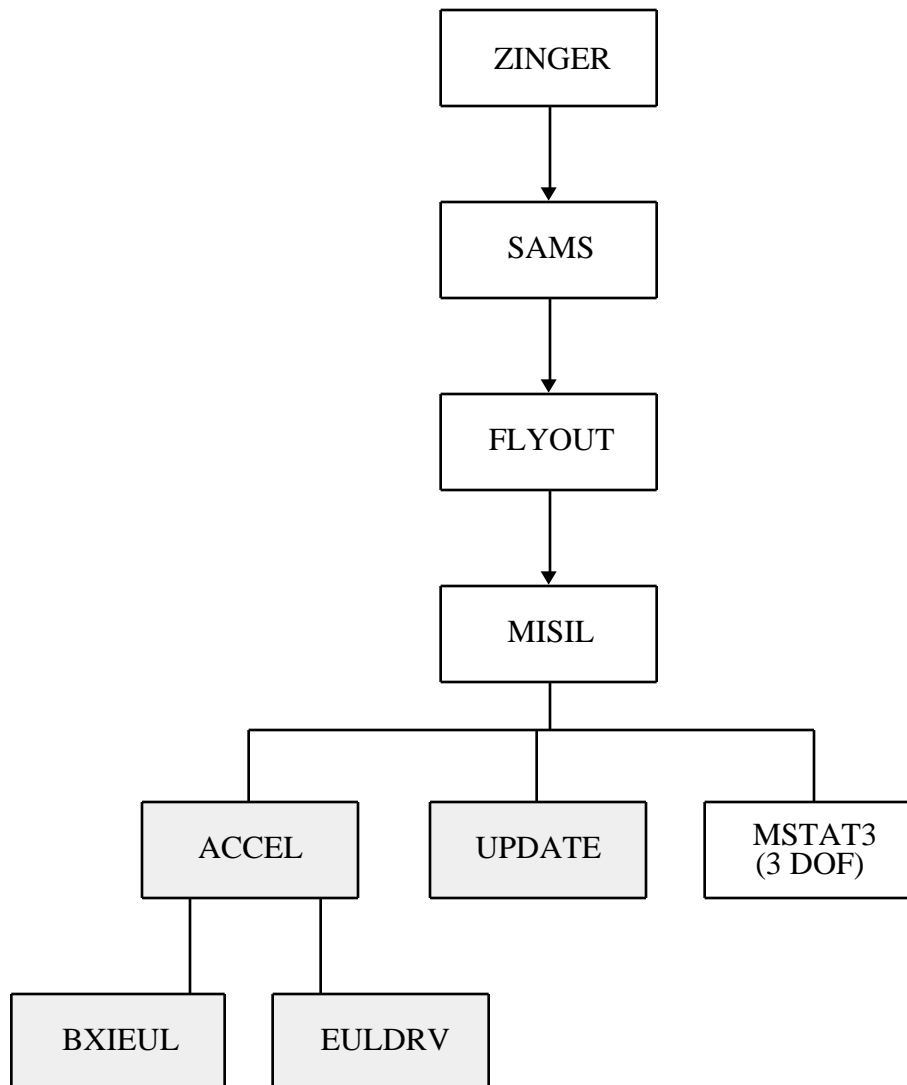 ZINGER
SAMS
FLYOUT
MISIL
ACCEL
UPDATE
MSTAT3
(3 DOF)
BXIEUL
EULDRV